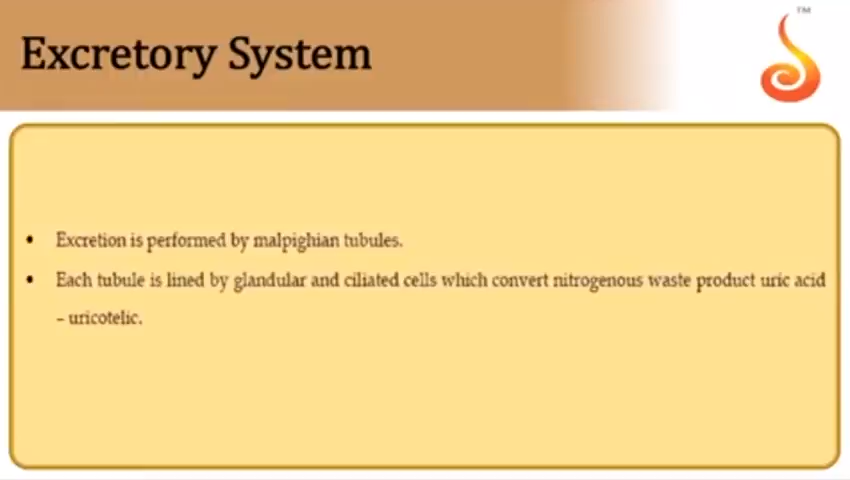 TM
Excretory System
• Excretion is performed by malpighian tubules.
• Each tubule is lined by glandular and ciliated cells which convert nitrogenous waste product uric acid
– uricotelic.